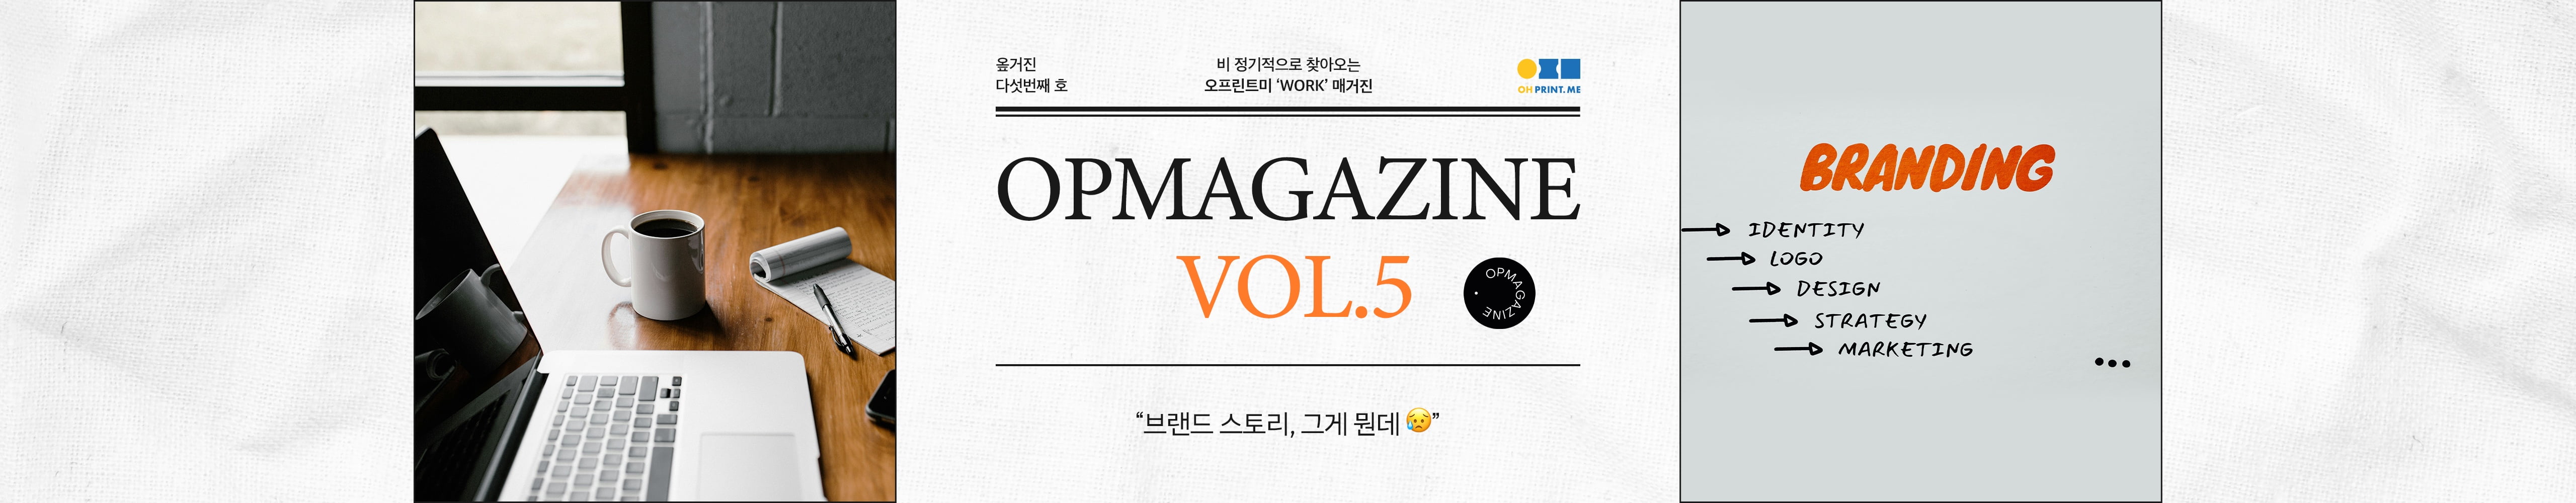 옾거진
다섯번째 호
비 정기적으로 찾아오는
오프린트미 ‘WORK’ 매거진
OHPRINT.ME
OPMAGAZINE
VOL.5
OPMAGAZINE
“브랜드 스토리, 그게 뭔데 😥”
BRANDING
IDENTITY
LOGO
DESIGN
STRATEGY
MARKETING
...